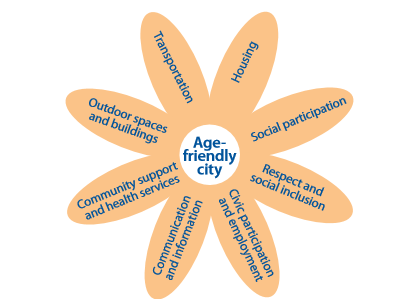 Age-
friendly
city
Housing
Social participation
Respect and
social inclusion
Civic participation
and employment
Communication
and information
Community support
and health services
Outdoor spaces
and buildings
Transportation